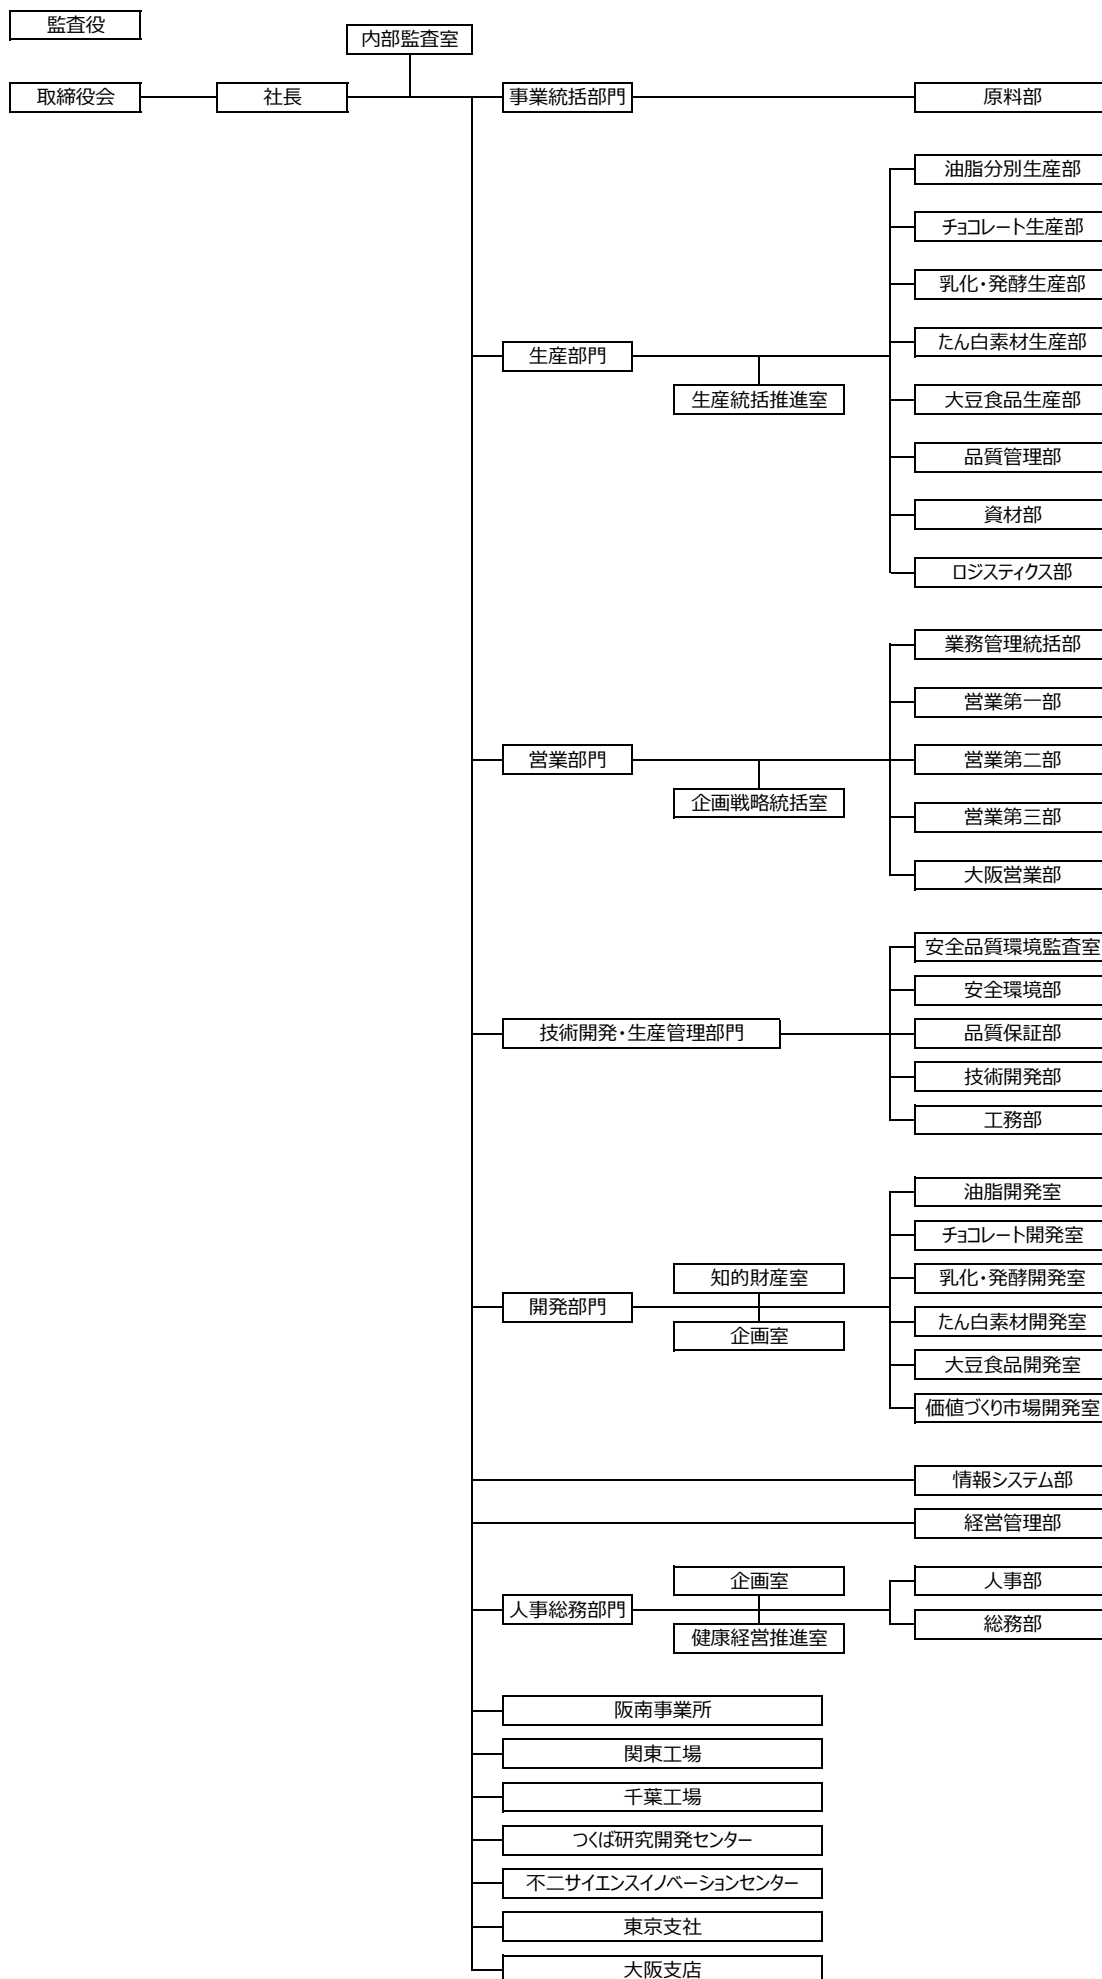 監査役
内部監査室
取締役会
社長
事業統括部門
原料部
油脂分別生産部
チョコレート生産部
乳化・発酵生産部
たん白素材生産部
生産部門
生産統括推進室
大豆食品生産部
品質管理部
資材部
ロジスティクス部
業務管理統括部
営業第一部
営業部門
営業第二部
企画戦略統括室
営業第三部
大阪営業部
安全品質環境監査室
安全環境部
技術開発・生産管理部門
品質保証部
技術開発部
工務部
油脂開発室
チョコレート開発室
知的財産室
乳化・発酵開発室
開発部門
たん白素材開発室
企画室
大豆食品開発室
価値づくり市場開発室
情報システム部
経営管理部
企画室
人事部
人事総務部門
総務部
健康経営推進室
阪南事業所
関東工場
千葉工場
つくば研究開発センター
不二サイエンスイノベーションセンター
東京支社
大阪支店